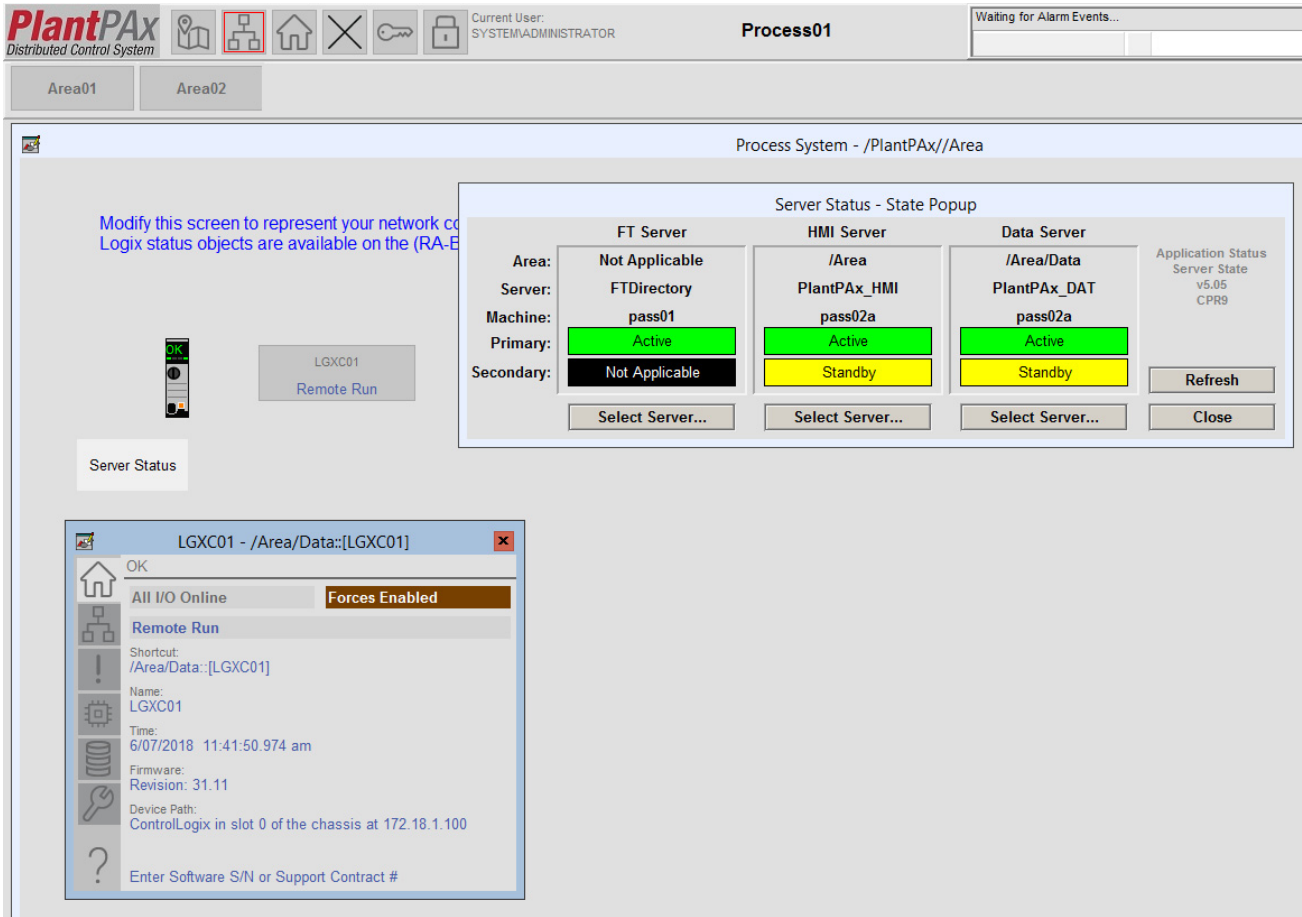 PlantPAx
Distributed Control System
Current User:
SYSTEM\ADMINISTRATOR
Process01
Waiting for Alarm Events...
Area01
Area02
Process System - /PlantPAx//Area
Modify this screen to represent your network co
Logix status objects are available on the (RA-B
Server Status - State Popup
FT Server
HMI Server
Data Server
Area:
Not Applicable
/Area
/Area/Data
Server:
FTDirectory
PlantPAx_HMI
PlantPAx_DAT
Machine:
pass01
pass02a
pass02a
Primary:
Active
Active
Active
Secondary:
Not Applicable
Standby
Standby
Select Server...
Select Server...
Select Server...
Application Status
Server State
v5.05
CPR9
Refresh
Close
OK
LGXC01
Remote Run
Server Status
LGXC01 - /Area/Data::[LGXC01]
OK
All I/O Online
Forces Enabled
Remote Run
Shortcut:
/Area/Data::[LGXC01]
Name:
LGXC01
Time:
6/07/2018 11:41:50.974 am
Firmware:
Revision: 31.11
Device Path:
ControlLogix in slot 0 of the chassis at 172.18.1.100
Enter Software S/N or Support Contract #